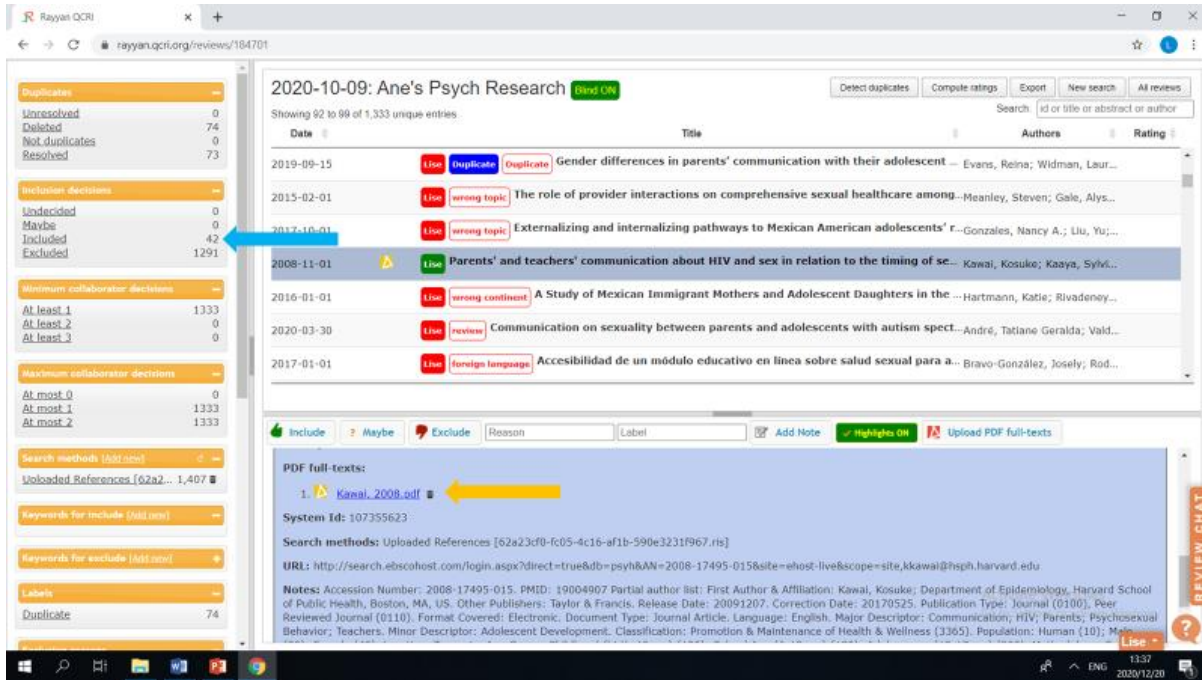 Rayyan QCRI
rayyan.qcri.org/reviews/184701
Duplicates
Unresolved 0
Deleted 74
Not duplicates 0
Resolved 73
Inclusion decisions
Undecided 0
Maybe 0
Included 42
Excluded 1291
Minimum collaborator decisions
At least 1 1333
At least 2 0
At least 3 0
Maximum collaborator decisions
At most 0 0
At most 1 1333
At most 2 1333
Search methods [Add new]
Uploaded References [62a2... 1,407
Keywords for include [Add new]
Keywords for exclude [Add new]
Labels
Duplicate 74
2020-10-09: Ane's Psych Research Blind ON
Detect duplicates Compute ratings Export New search All reviews
Showing 92 to 99 of 1,333 unique entries
Search: id or title or abstract or author
Date Title Authors Rating
2019-09-15 Lise Duplicate Duplicate Gender differences in parents' communication with their adolescent ... Evans, Reina; Widman, Laur...
2015-02-01 Lise wrong topic The role of provider interactions on comprehensive sexual healthcare among... Meanley, Steven; Gale, Alys...
2017-10-01 Lise wrong topic Externalizing and internalizing pathways to Mexican American adolescents' r... Gonzales, Nancy A.; Liu, Yu;...
2008-11-01 Lise Parents' and teachers' communication about HIV and sex in relation to the timing of se... Kawai, Kosuke; Kaaya, Sylvi...
2016-01-01 Lise wrong continent A Study of Mexican Immigrant Mothers and Adolescent Daughters in the ... Hartmann, Katie; Rivadeney...
2020-03-30 Lise review Communication on sexuality between parents and adolescents with autism spect... André, Tatiane Geralda; Vald...
2017-01-01 Lise foreign language Accesibilidad de un módulo educativo en línea sobre salud sexual para a... Bravo-González, Josely; Rod...
Include ? Maybe Exclude Reason Label Add Note Highlights ON Upload PDF full-texts
PDF full-texts:
1. Kawai, 2008.pdf
System Id: 107355623
Search methods: Uploaded References [62a23cf0-fc05-4c16-af1b-590e3231f967.ris]
URL: http://search.ebscohost.com/login.aspx?direct=true&db=psyh&AN=2008-17495-015&site=ehost-live&scope=site,kkawai@hsph.harvard.edu
Notes: Accession Number: 2008-17495-015. PMID: 19004907 Partial author list: First Author & Affiliation: Kawai, Kosuke; Department of Epidemiology, Harvard School
of Public Health, Boston, MA, US. Other Publishers: Taylor & Francis. Release Date: 20091207. Correction Date: 20170525. Publication Type: Journal (0100), Peer
Reviewed Journal (0110). Format Covered: Electronic. Document Type: Journal Article. Language: English. Major Descriptor: Communication; HIV; Parents; Psychosexual
Behavior; Teachers. Minor Descriptor: Adolescent Development. Classification: Promotion & Maintenance of Health & Wellness (3365). Population: Human (10);
REVIEW CHAT
?
Lise
ENG
13:37
2020/12/20